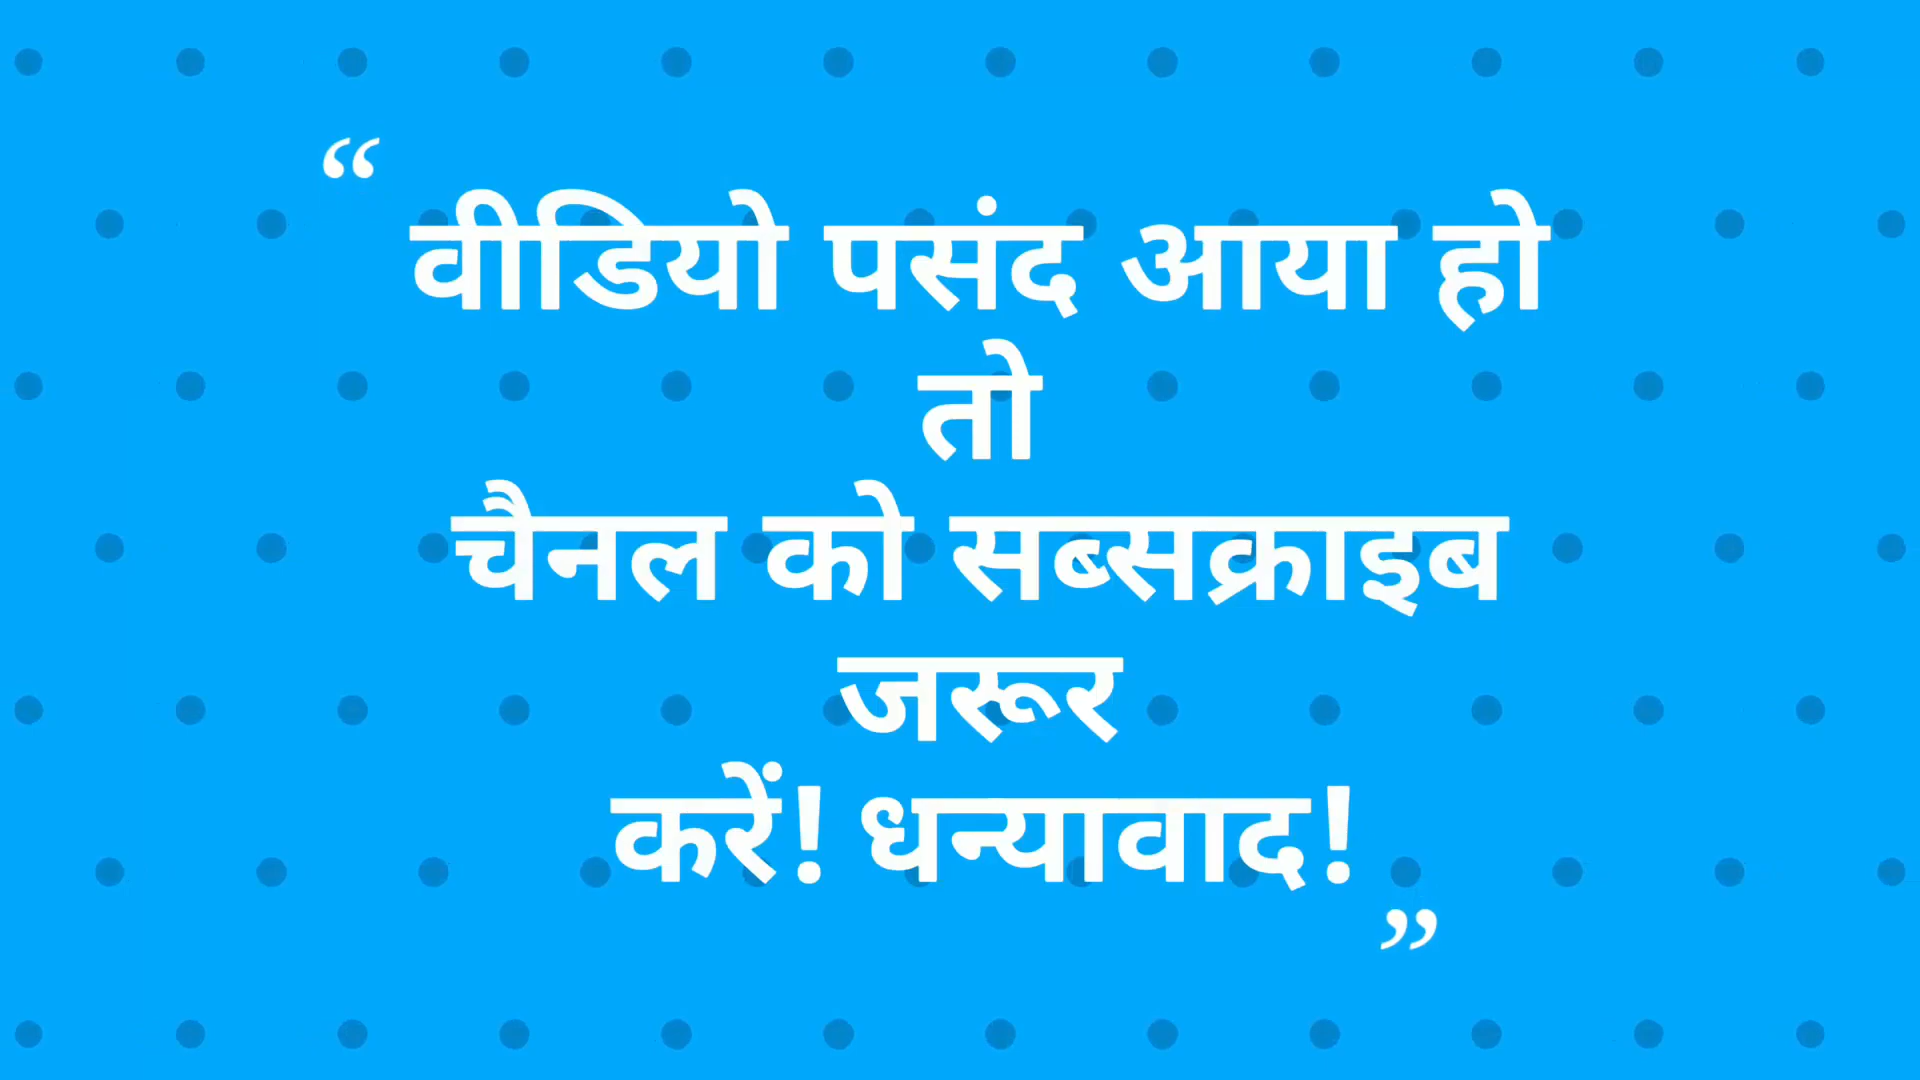 “
वीडियो पसंद आया हो
तो
चैनल को सब्सक्राइब
जरूर
करें! धन्यावाद!
”